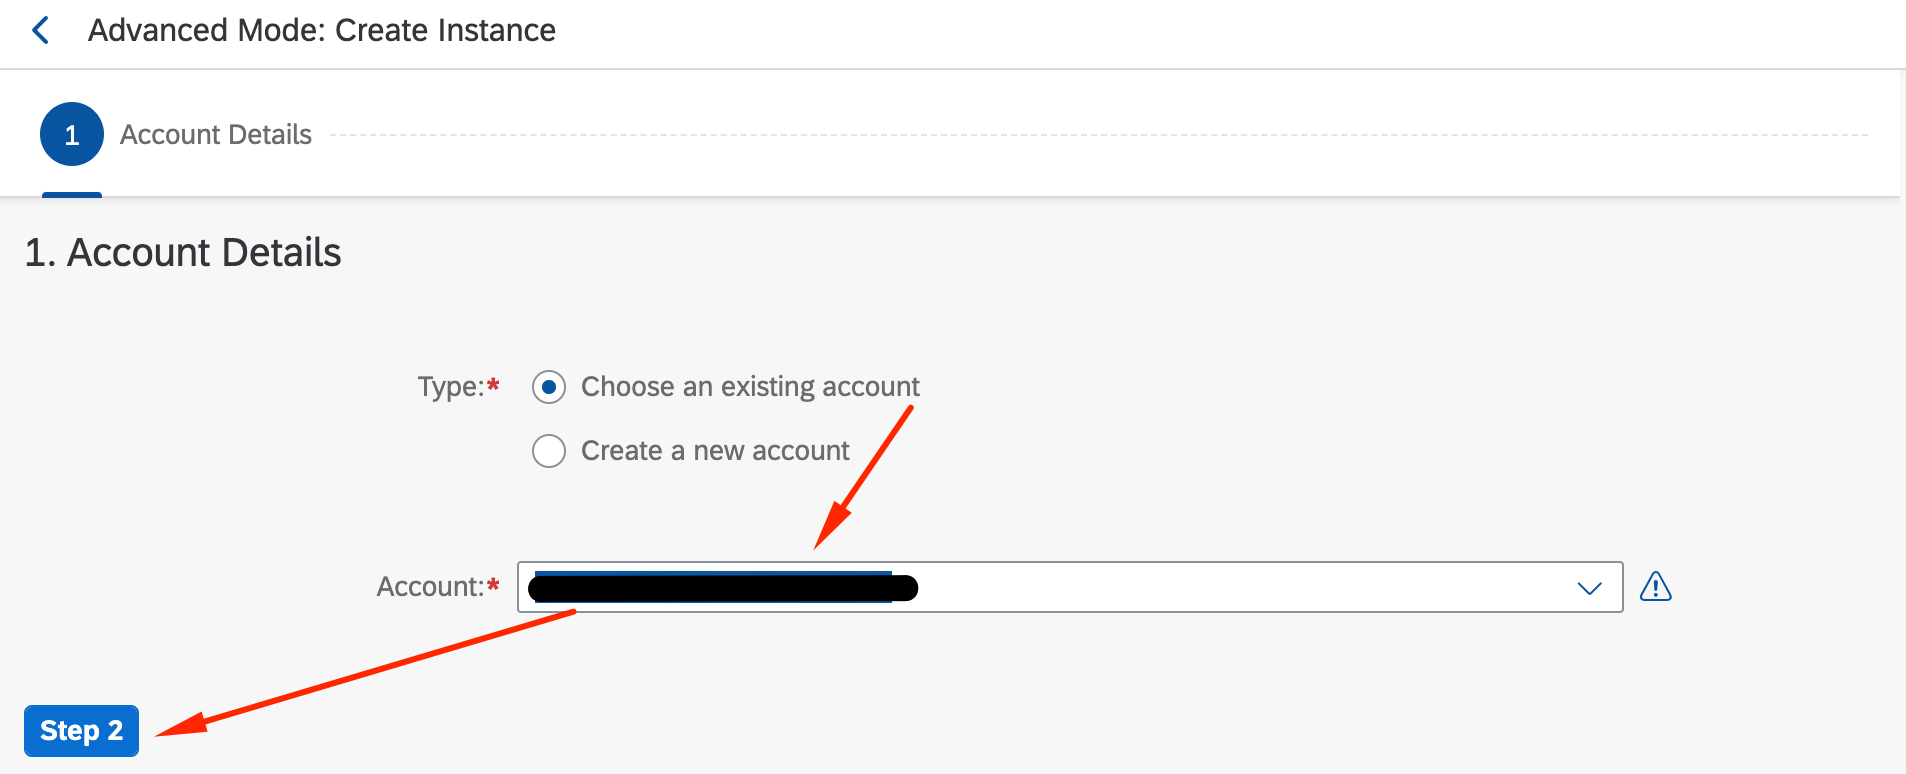 Advanced Mode: Create Instance
1 Account Details
1. Account Details
Type:* Choose an existing account
Create a new account
Account:*
Step 2